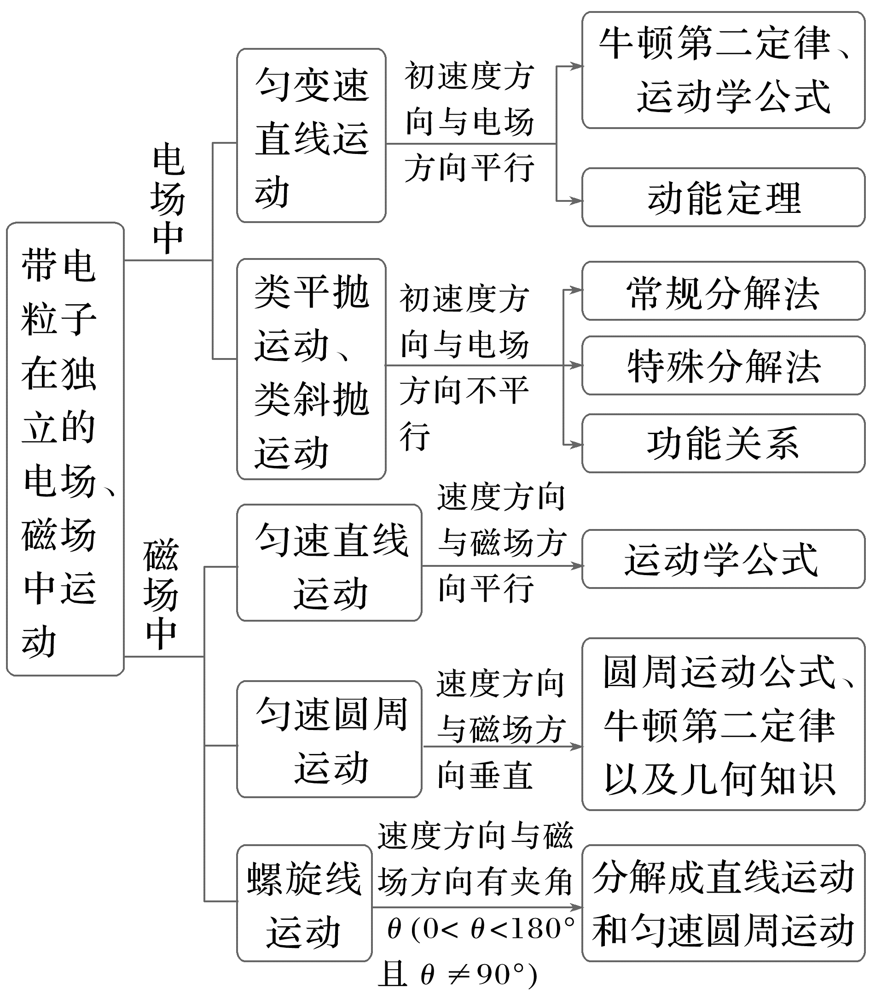 带电
粒子
在独
立的
电场、
磁场
中运
动
电
场
中
匀变速
直线运
动
初速度方
向与电场
方向平行
牛顿第二定律、
运动学公式
动能定理
类平抛
运动、
类斜抛
运动
初速度方
向与电场
方向不平
行
常规分解法
特殊分解法
功能关系
磁
场
中
匀速直线
运动
速度方向
与磁场方
向平行
运动学公式
匀速圆周
运动
速度方向
与磁场方
向垂直
圆周运动公式、
牛顿第二定律
以及几何知识
螺旋线
运动
速度方向与磁
场方向有夹角
θ(0<θ<180°
且θ≠90°)
分解成直线运动
和匀速圆周运动